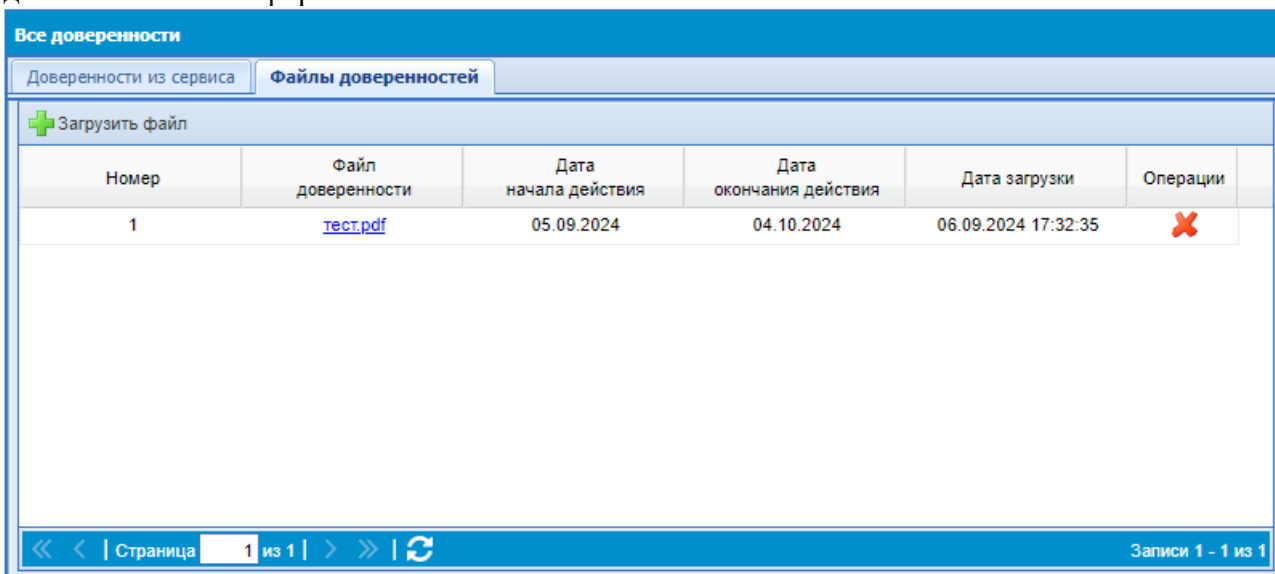 Все доверенности
Доверенности из сервиса Файлы доверенностей
Загрузить файл
Номер Файл доверенности Дата начала действия Дата окончания действия Дата загрузки Операции
1 тест.pdf 05.09.2024 04.10.2024 06.09.2024 17:32:35
Страница 1 из 1 Записи 1 - 1 из 1